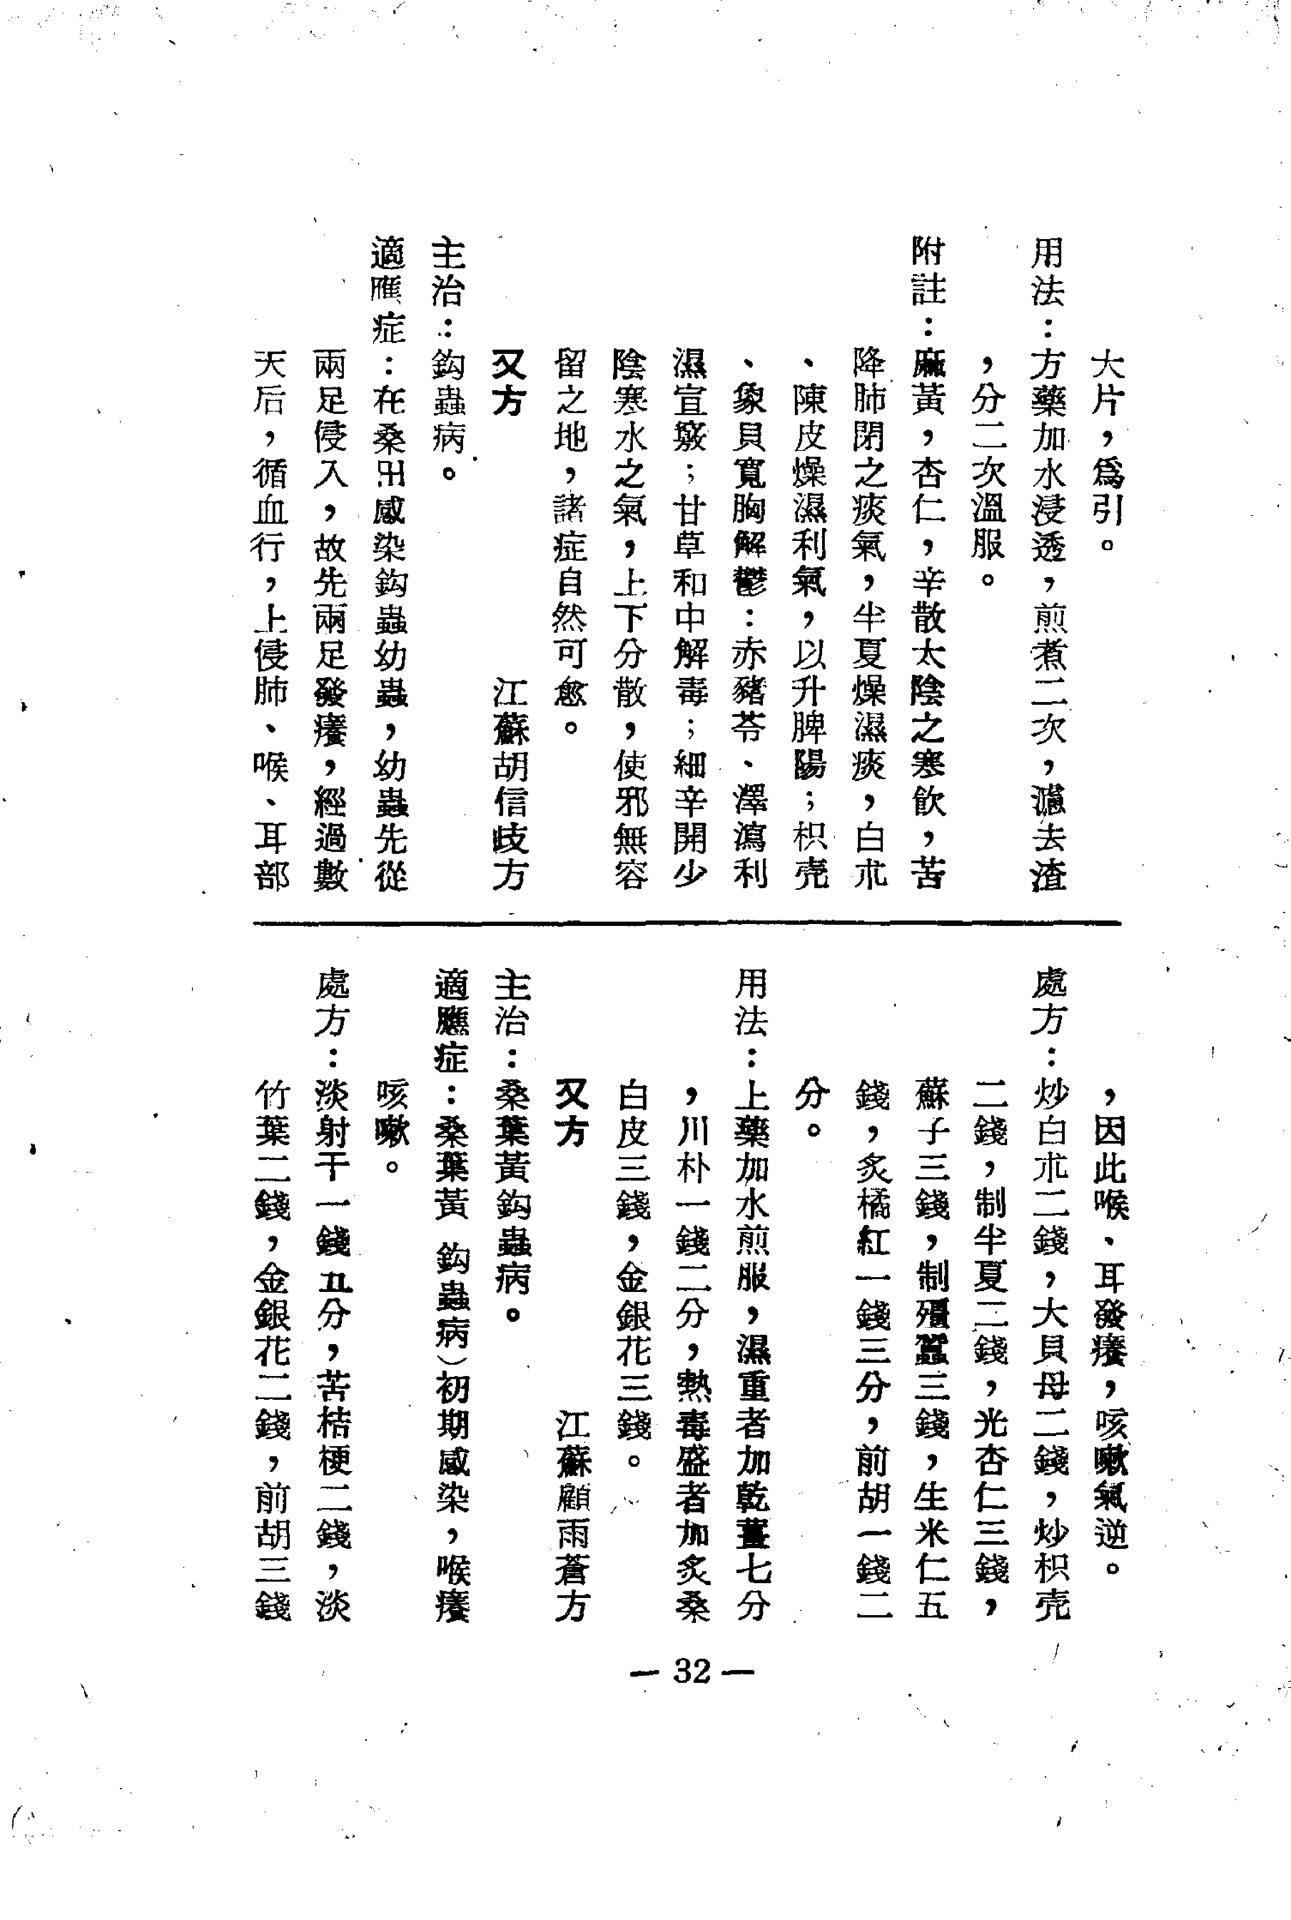 大片，爲引。
用法：方藥加水浸透，煎煮二次，濾去渣
，分二次溫服。
附註：麻黃，杏仁，辛散太陰之寒飲，苦
降肺閉之痰氣，半夏燥濕痰，白朮
、陳皮燥濕利氣，以升脾陽；枳壳
、象貝寬胸解鬱：赤豬苓、澤瀉利
濕宣竅；甘草和中解毒；細辛開少
陰寒水之氣，上下分散，使邪無容
留之地，諸症自然可愈。
又方　江蘇胡信歧方
主治：鈎蟲病。
適應症：在桑田感染鈎蟲幼蟲，幼蟲先從
兩足侵入，故先兩足發癢，經過數
天后，循血行，上侵肺、喉、耳部
，因此喉、耳發癢，咳嗽氣逆。
處方：炒白朮二錢，大貝母二錢，炒枳壳
二錢，制半夏二錢，光杏仁三錢，
蘇子三錢，制殭蠶三錢，生米仁五
錢，炙橘紅一錢三分，前胡一錢二
分。
用法：上藥加水煎服，濕重者加乾薑七分
，川朴一錢二分，熱毒盛者加炙桑
白皮三錢，金銀花三錢。
又方　江蘇顧雨蒼方
主治：桑葉黃鈎蟲病。
適應症：桑葉黃 鈎蟲病）初期感染，喉癢
咳嗽。
處方：淡射干一錢五分，苦桔梗二錢，淡
竹葉二錢，金銀花二錢，前胡三錢
— 32 —